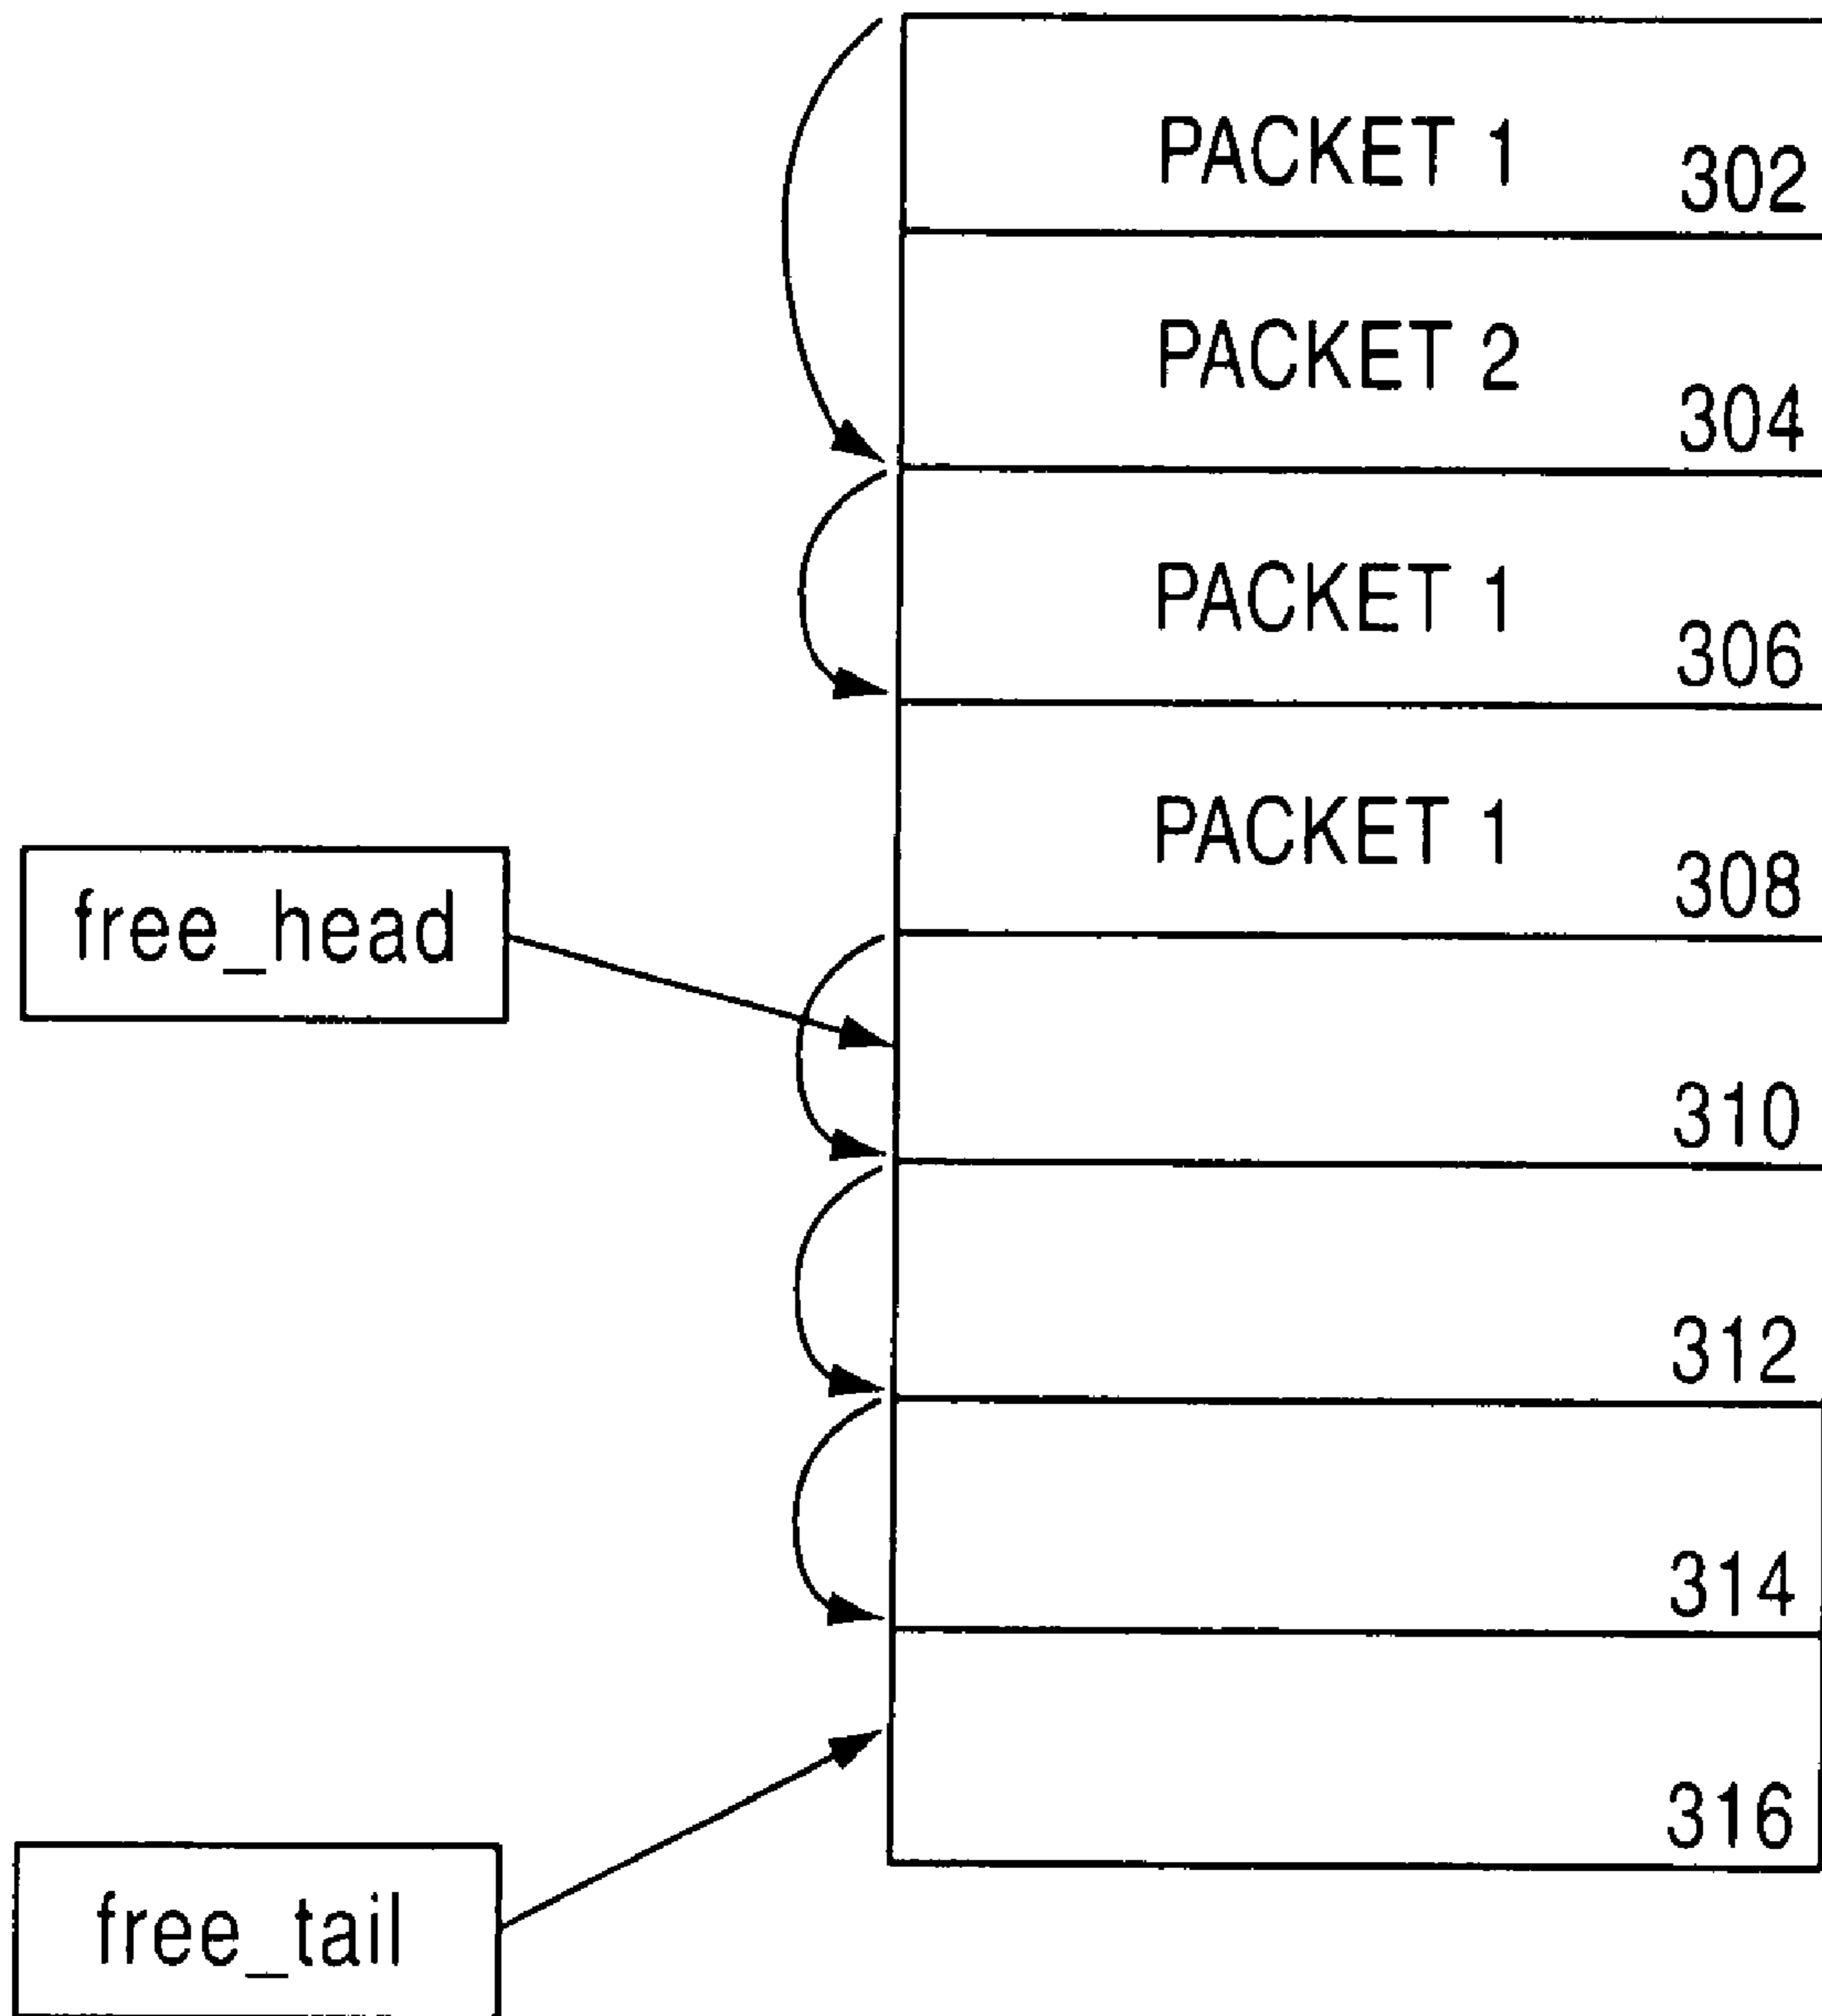 PACKET 1
302
PACKET 2
304
PACKET 1
306
PACKET 1
308
free_head
310
312
314
316
free_tail